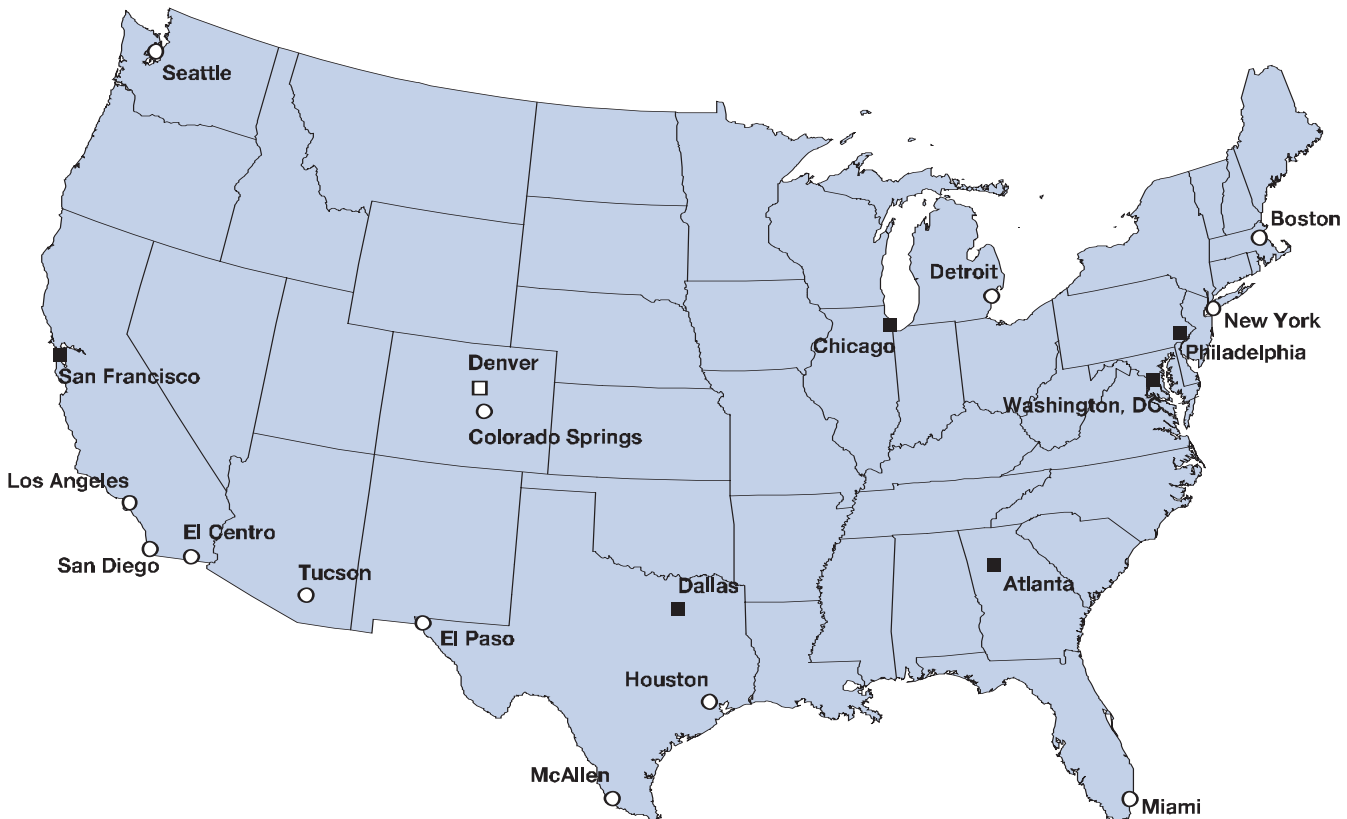 Seattle
Boston
Detroit
New York
Chicago
Philadelphia
San Francisco
Denver
Washington, DC
Colorado Springs
Los Angeles
El Centro
San Diego
Tucson
Dallas
Atlanta
El Paso
Houston
McAllen
Miami